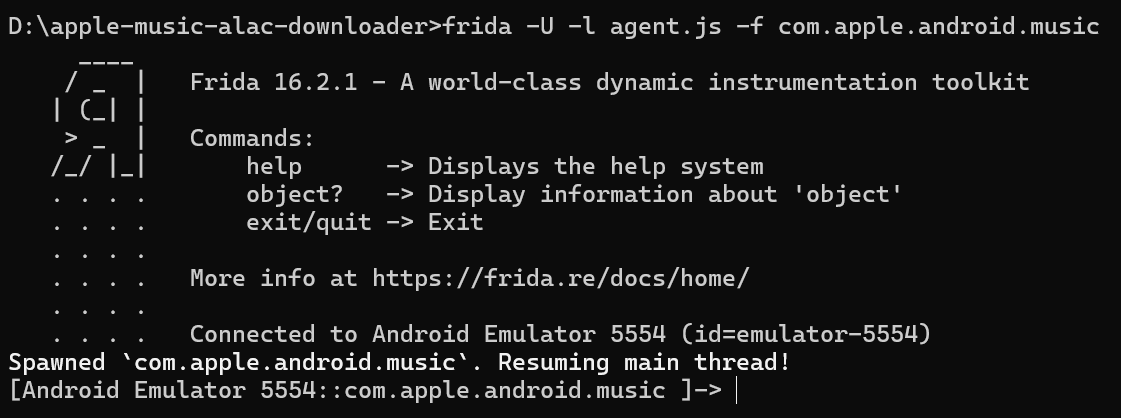 D:\apple-music-alac-downloader>frida -U -l agent.js -f com.apple.android.music
     ____
    / _  |   Frida 16.2.1 - A world-class dynamic instrumentation toolkit
   | (_| |
    > _  |   Commands:
   /_/ |_|       help      -> Displays the help system
   . . . .       object?   -> Display information about 'object'
   . . . .       exit/quit -> Exit
   . . . .
   . . . .   More info at https://frida.re/docs/home/
   . . . .
   . . . .   Connected to Android Emulator 5554 (id=emulator-5554)
Spawned `com.apple.android.music`. Resuming main thread!
[Android Emulator 5554::com.apple.android.music ]->